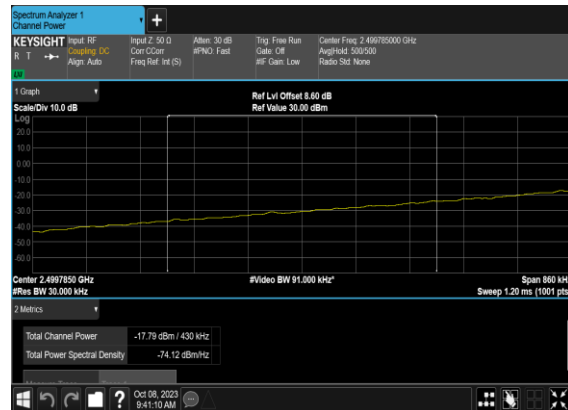 Spectrum Analyzer 1
Channel Power
KEYSIGHT Input: RF Input Z: 50 Ω Atten: 30 dB Trig: Free Run Center Freq: 2.499785000 GHz
R T Coupling: DC Corr CCorr #PNO: Fast Gate: Off Avg|Hold: 500/500
Align: Auto Freq Ref: Int (S) #IF Gain: Low Radio Std: None
1 Graph Ref Lvl Offset 8.60 dB
Scale/Div 10.0 dB Ref Value 30.00 dBm
Log
20.0
10.0
0.00
-10.0
-20.0
-30.0
-40.0
-50.0
-60.0
Center 2.4997850 GHz #Video BW 91.000 kHz* Span 860 kH
#Res BW 30.000 kHz Sweep 1.20 ms (1001 pts
2 Metrics
Total Channel Power -17.79 dBm / 430 kHz
Total Power Spectral Density -74.12 dBm/Hz
? Oct 08, 2023
9:41:10 AM